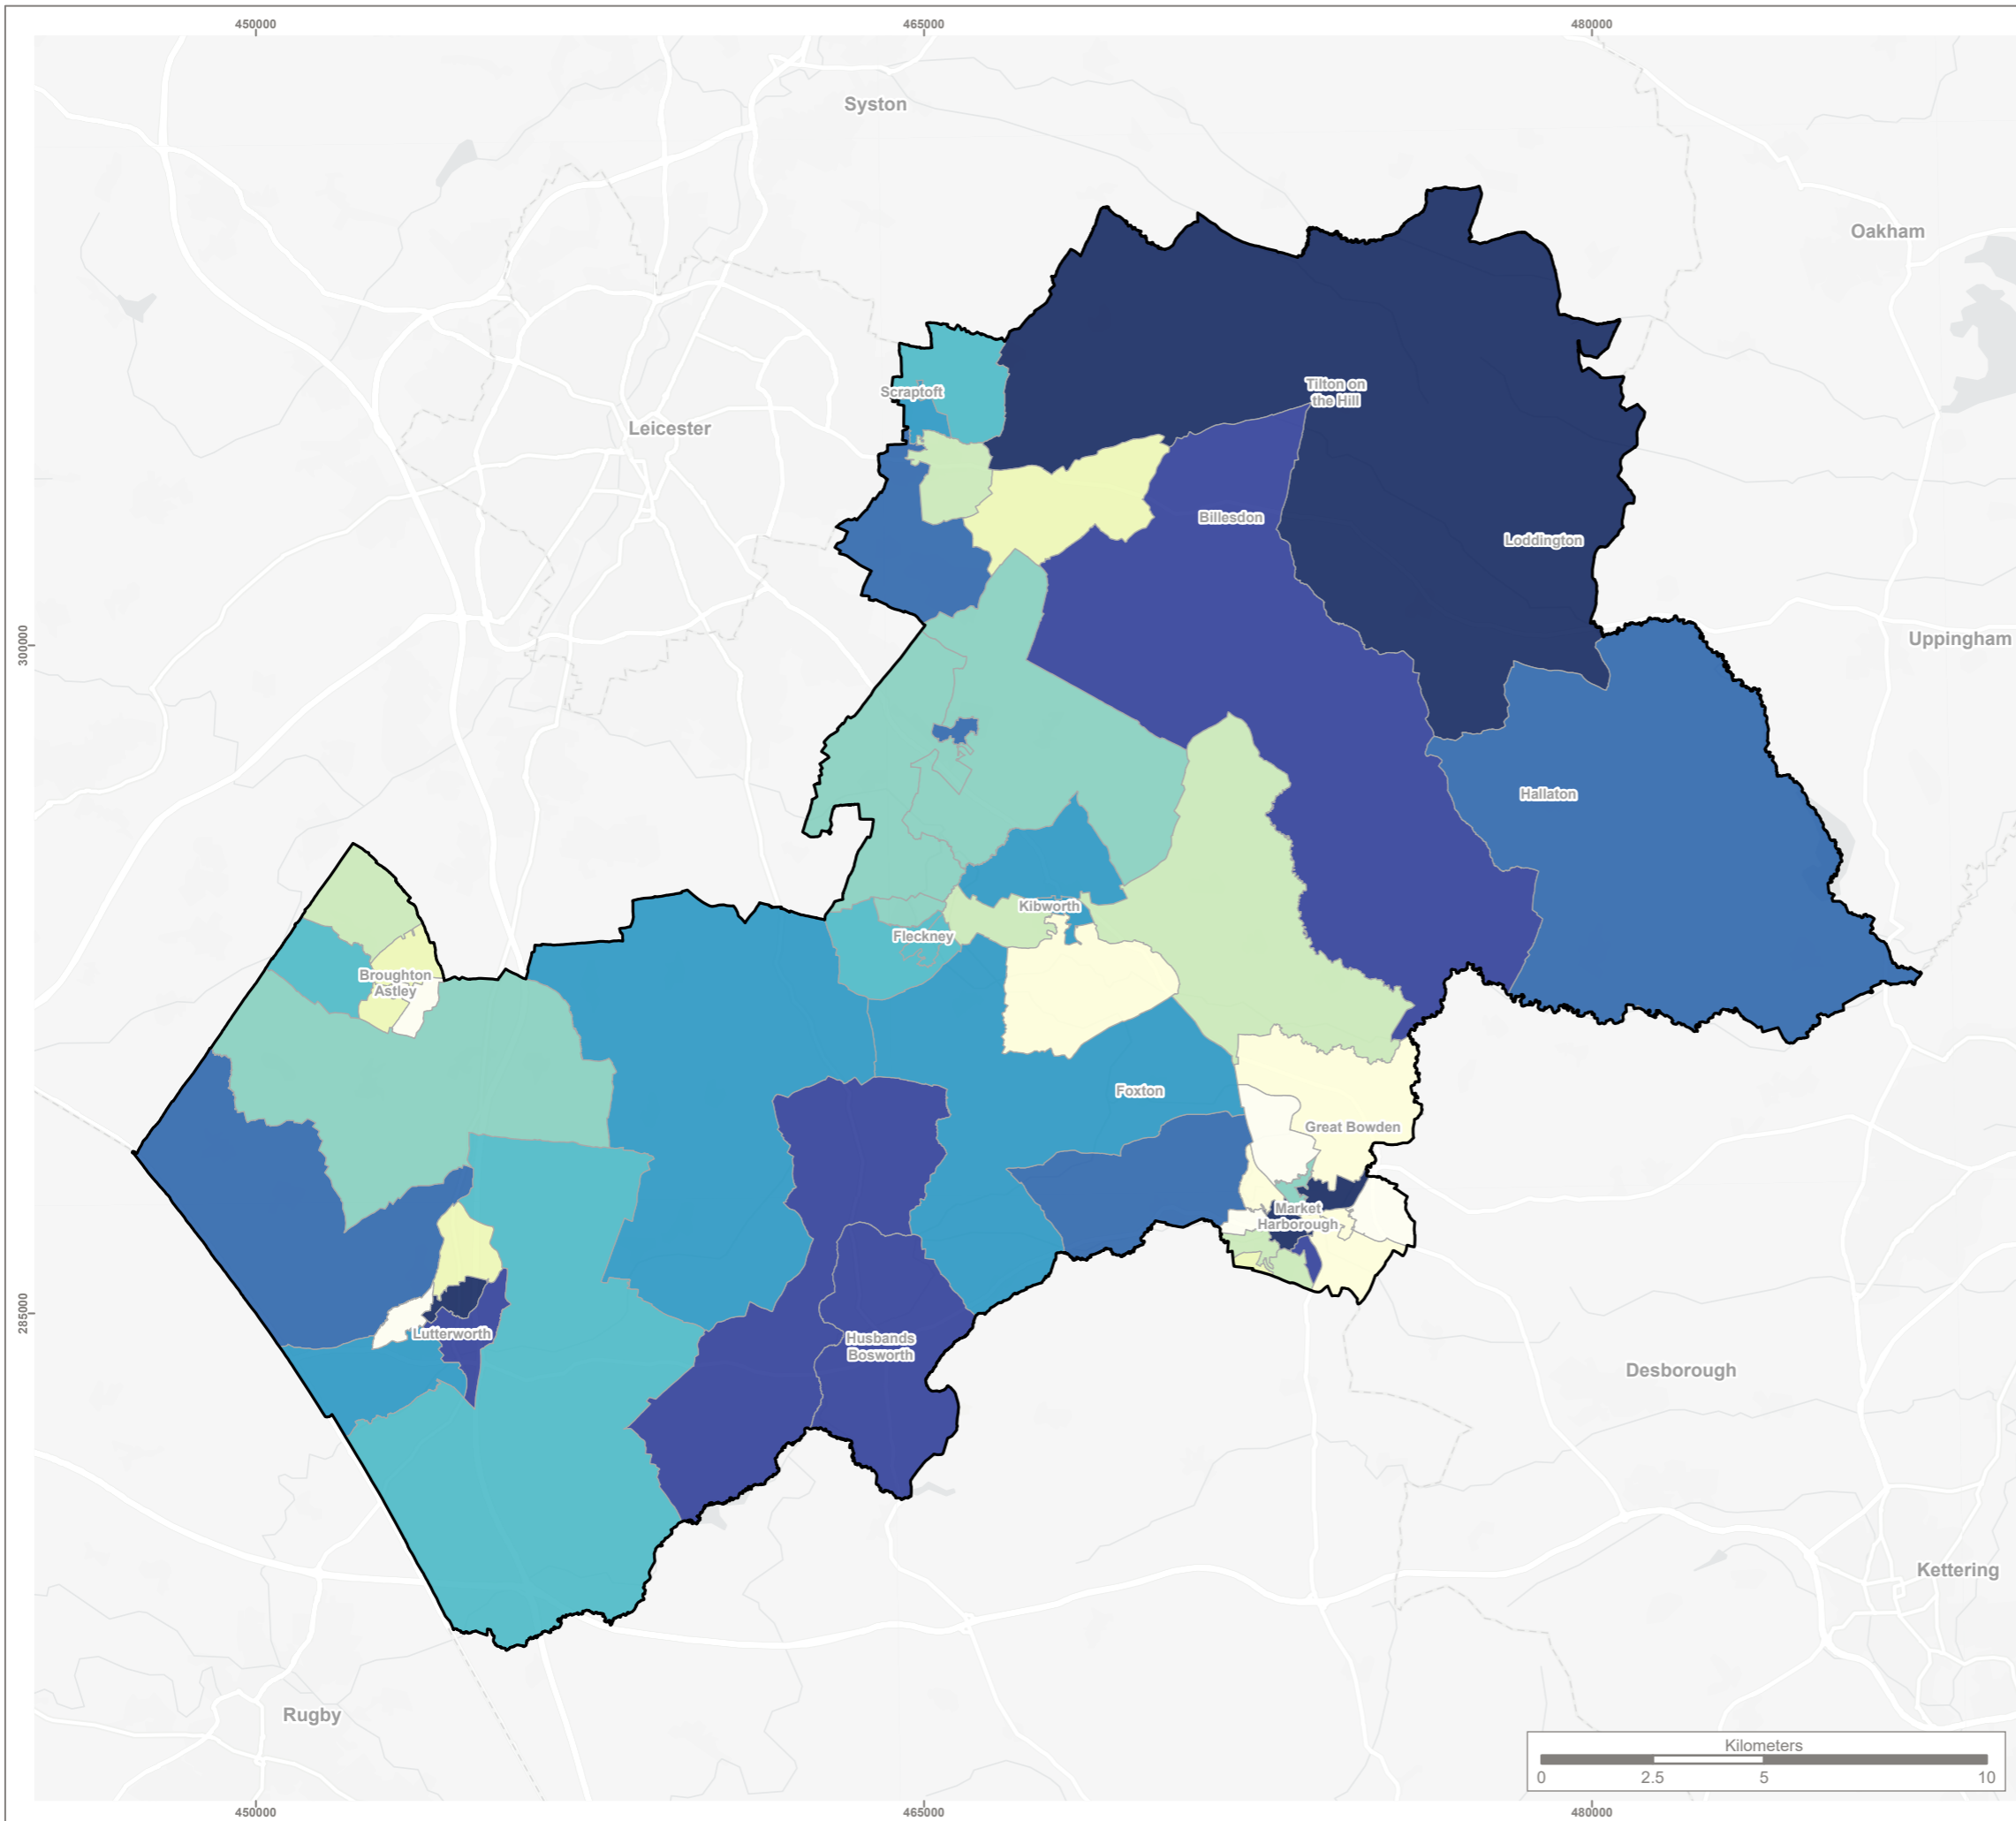 450000
465000
480000
Syston
Oakham
Tilton on
the Hill
Scraptoft
Leicester
Billesdon
Loddington
300000
Uppingham
Hallaton
Kibworth
Fleckney
Broughton
Astley
Foxton
Great Bowden
Market
Harborough
285000
Lutterworth
Husbands
Bosworth
Desborough
Kettering
Rugby
Kilometers
0
2.5
5
10
450000
465000
480000